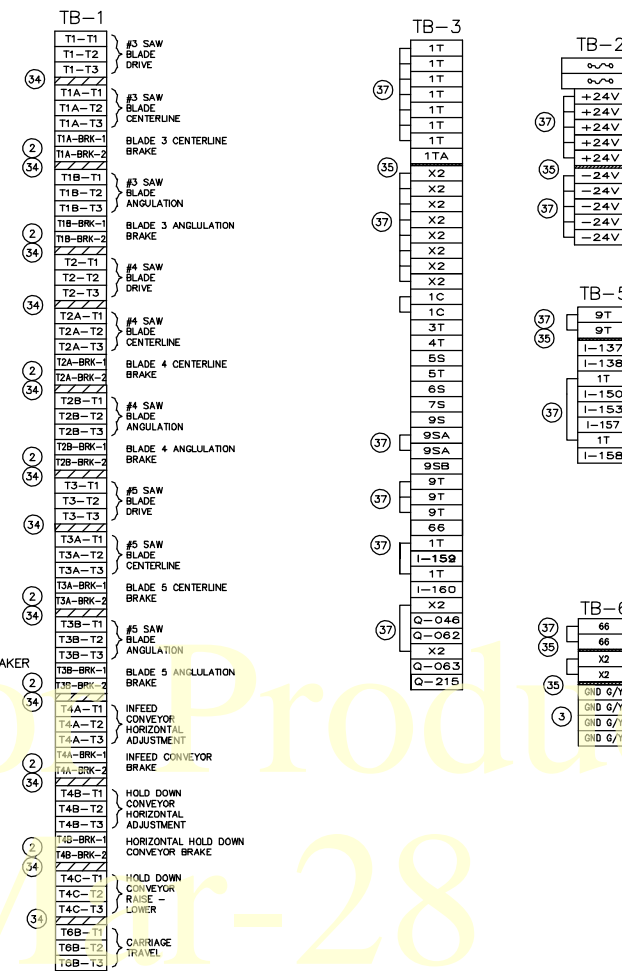 TB-1
T1-T1
T1-T2
T1-T3
#3 SAW
BLADE
DRIVE
34
T1A-T1
T1A-T2
T1A-T3
#3 SAW
BLADE
CENTERLINE
2
T1A-BRK-1
T1A-BRK-2
BLADE 3 CENTERLINE
BRAKE
34
T1B-T1
T1B-T2
T1B-T3
#3 SAW
BLADE
ANGULATION
2
T1B-BRK-1
T1B-BRK-2
BLADE 3 ANGLULATION
BRAKE
34
T2-T1
T2-T2
T2-T3
#4 SAW
BLADE
DRIVE
34
T2A-T1
T2A-T2
T2A-T3
#4 SAW
BLADE
CENTERLINE
2
T2A-BRK-1
T2A-BRK-2
BLADE 4 CENTERLINE
BRAKE
34
T2B-T1
T2B-T2
T2B-T3
#4 SAW
BLADE
ANGULATION
2
T2B-BRK-1
T2B-BRK-2
BLADE 4 ANGLULATION
BRAKE
34
T3-T1
T3-T2
T3-T3
#5 SAW
BLADE
DRIVE
34
T3A-T1
T3A-T2
T3A-T3
#5 SAW
BLADE
CENTERLINE
2
T3A-BRK-1
T3A-BRK-2
BLADE 5 CENTERLINE
BRAKE
34
T3B-T1
T3B-T2
T3B-T3
#5 SAW
BLADE
ANGULATION
AKER
2
T3B-BRK-1
T3B-BRK-2
BLADE 5 ANGLULATION
BRAKE
34
T4A-T1
T4A-T2
T4A-T3
INFEED
CONVEYOR
HORIZONTAL
ADJUSTMENT
2
T4A-BRK-1
T4A-BRK-2
INFEED CONVEYOR
BRAKE
34
T4B-T1
T4B-T2
T4B-T3
HOLD DOWN
CONVEYOR
HORIZONTAL
ADJUSTMENT
2
T4B-BRK-1
T4B-BRK-2
HORIZONTAL HOLD DOWN
CONVEYOR BRAKE
34
T4C-T1
T4C-T2
T4C-T3
HOLD DOWN
CONVEYOR
RAISE -
LOWER
34
T6B-T1
T6B-T2
T6B-T3
CARRIAGE
TRAVEL
TB-3
1T
1T
1T
37
1T
1T
1T
1T
1TA
35
X2
X2
X2
37
X2
X2
X2
X2
X2
1C
1C
3T
4T
5S
5T
6S
7S
9S
37
9SA
9SA
9SB
9T
37
9T
9T
66
37
1T
I-159
1T
I-160
X2
Q-046
37
Q-062
X2
Q-063
Q-215
TB-2
+24V
+24V
37
+24V
+24V
+24V
35
-24V
-24V
37
-24V
-24V
-24V
TB-5
37
9T
9T
35
I-137
I-138
1T
I-150
37
I-153
I-157
1T
I-158
TB-6
37
66
66
35
X2
X2
35
GND G/Y
3
GND G/Y
GND G/Y
GND G/Y
on Produ
Mar-28